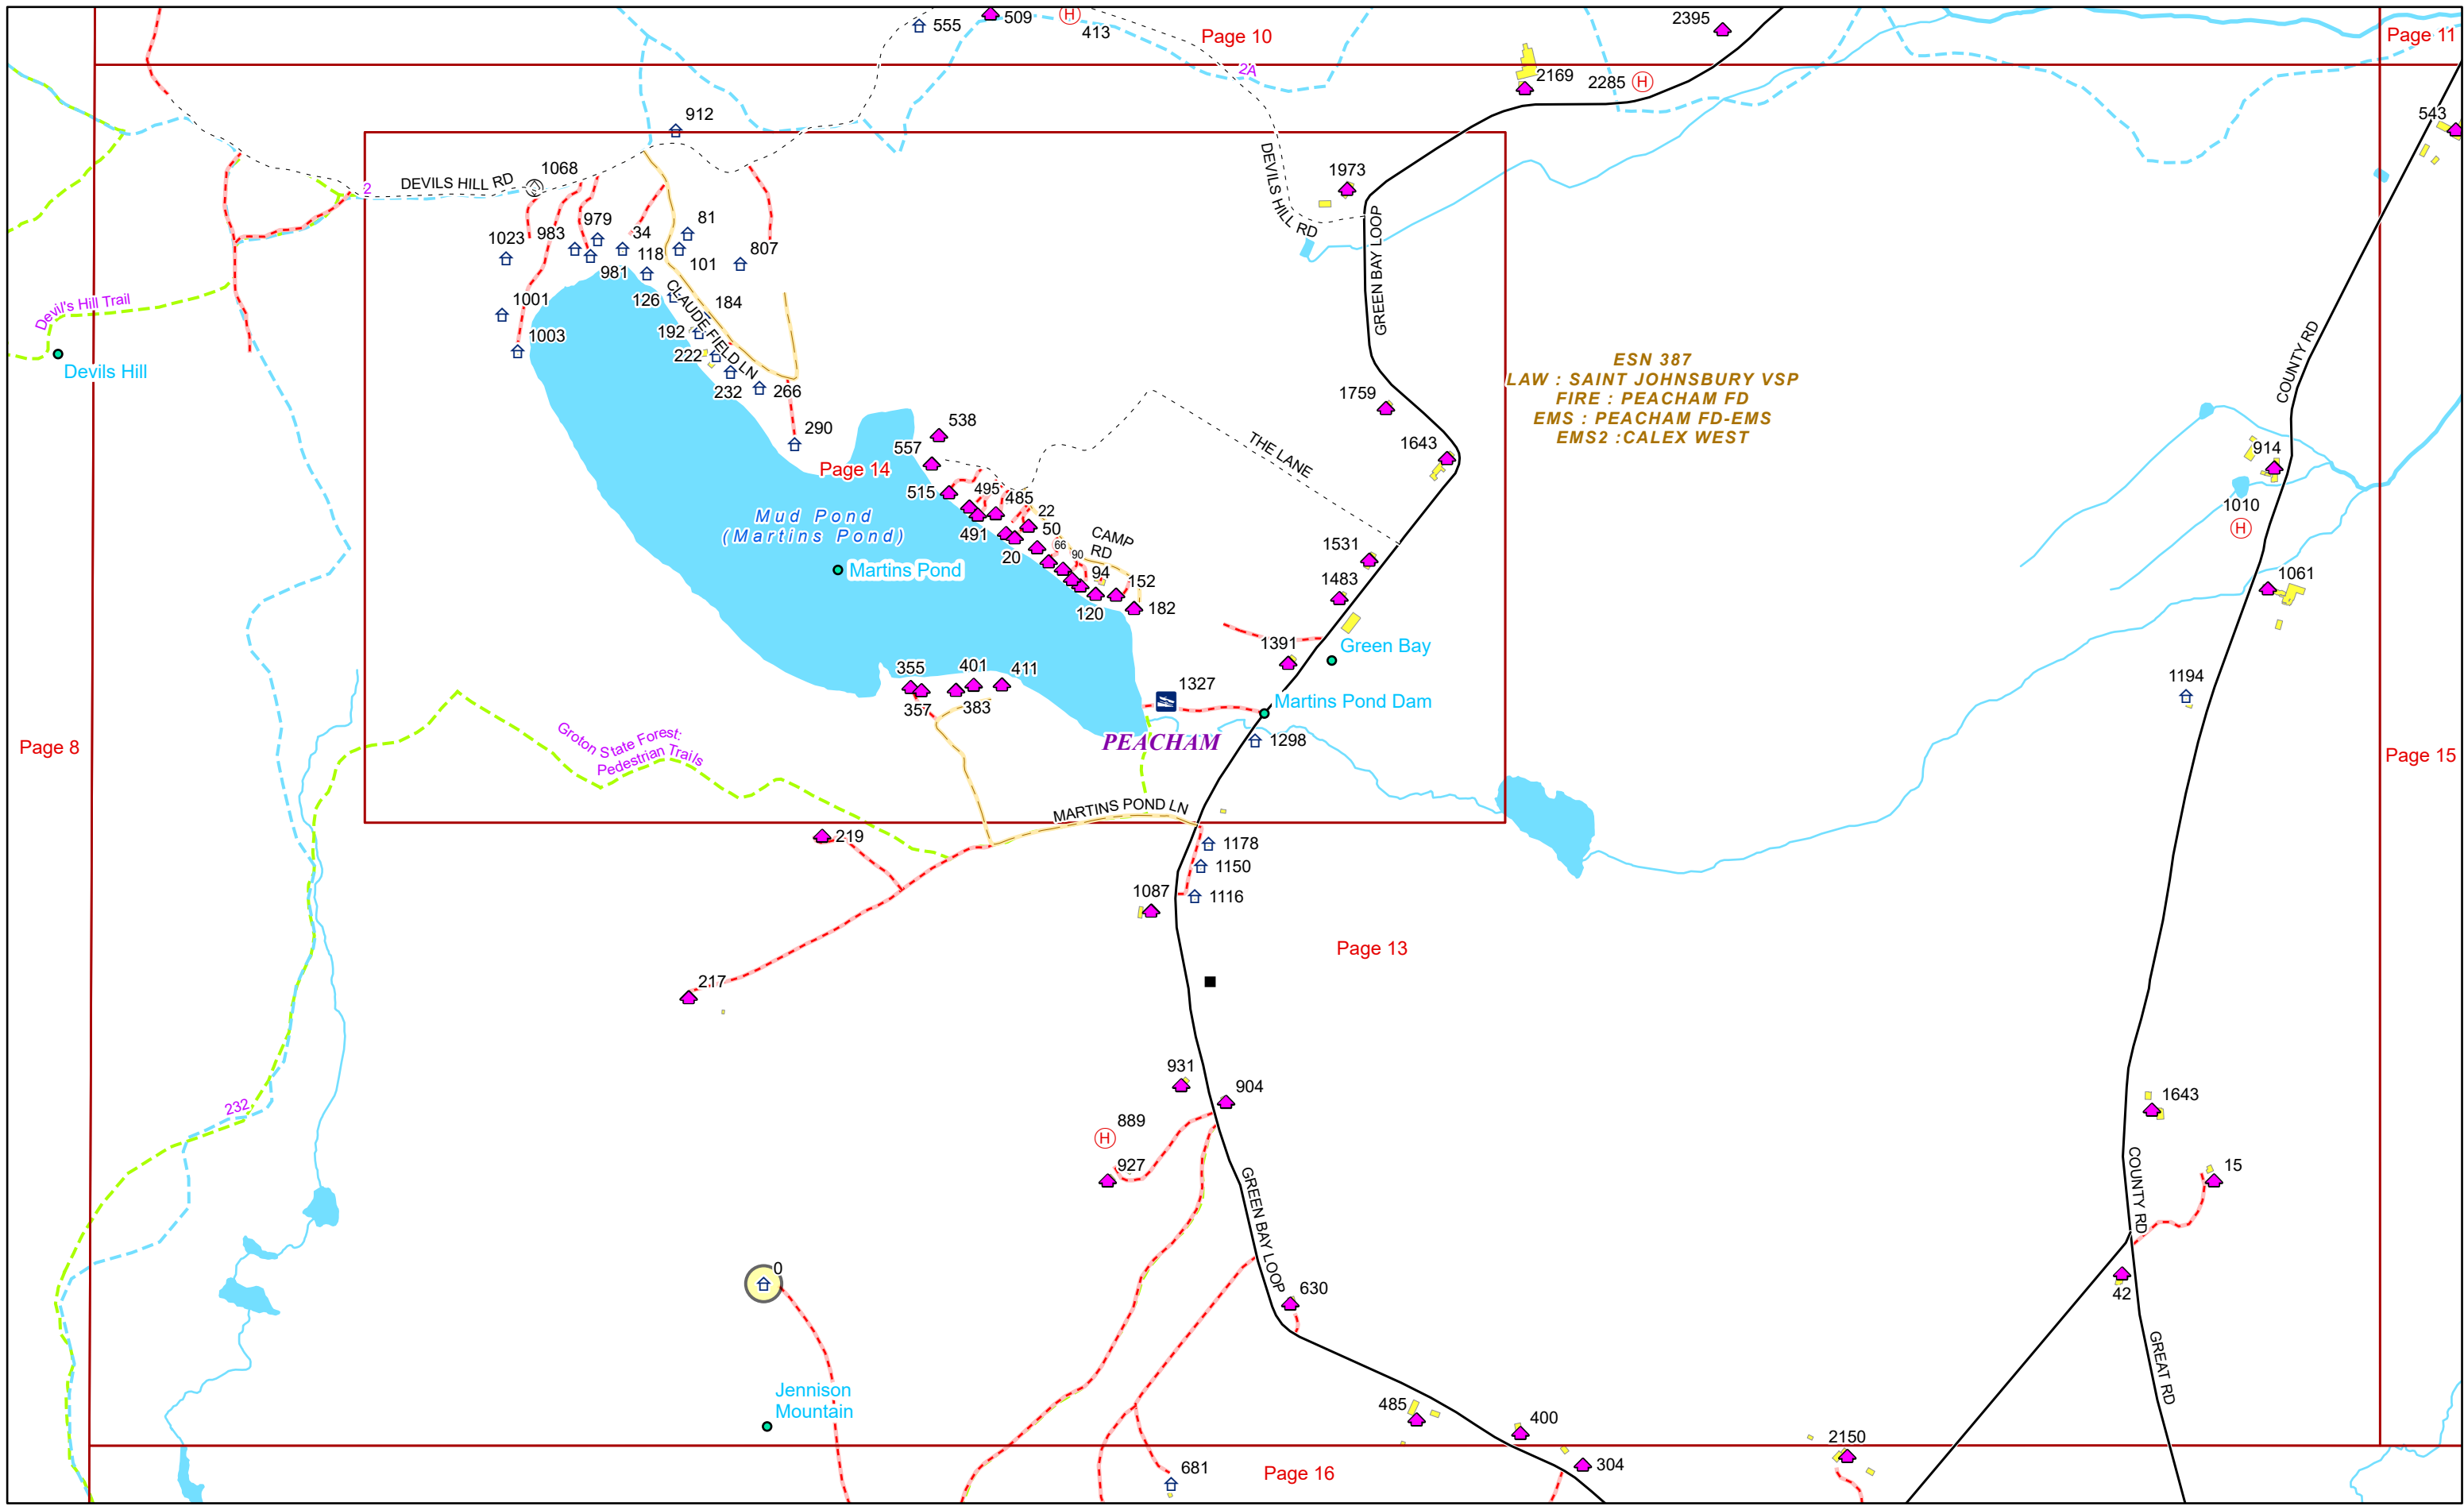 555
509
H
413
Page 10
2395
Page 11
2A
2169
2285
H
543
912
DEVILS HILL RD
1068
2
DEVILS HILL RD
1973
GREEN BAY LOOP
1023
983
979
34
81
981
118
101
807
126
184
CLAUDE FIELD LN
192
222
232
266
290
1001
1003
Devil's Hill Trail
Devils Hill
ESN 387
LAW : SAINT JOHNSBURY VSP
FIRE : PEACHAM FD
EMS : PEACHAM FD-EMS
EMS2 :CALEX WEST
COUNTY RD
1759
1643
538
557
Page 14
THE LANE
515
495
485
22
491
50
20
66
90
CAMP
RD
94
152
120
182
Mud Pond
(Martins Pond)
Martins Pond
1531
1483
914
1010
H
1061
1391
Green Bay
1194
355
401
411
357
383
1327
Martins Pond Dam
PEACHAM
1298
Groton State Forest:
Pedestrian Trails
Page 8
Page 15
MARTINS POND LN
219
1178
1150
1116
1087
Page 13
217
931
904
889
H
927
232
1643
15
COUNTY RD
GREEN BAY LOOP
0
630
42
GREAT RD
Jennison
Mountain
485
400
2150
304
681
Page 16